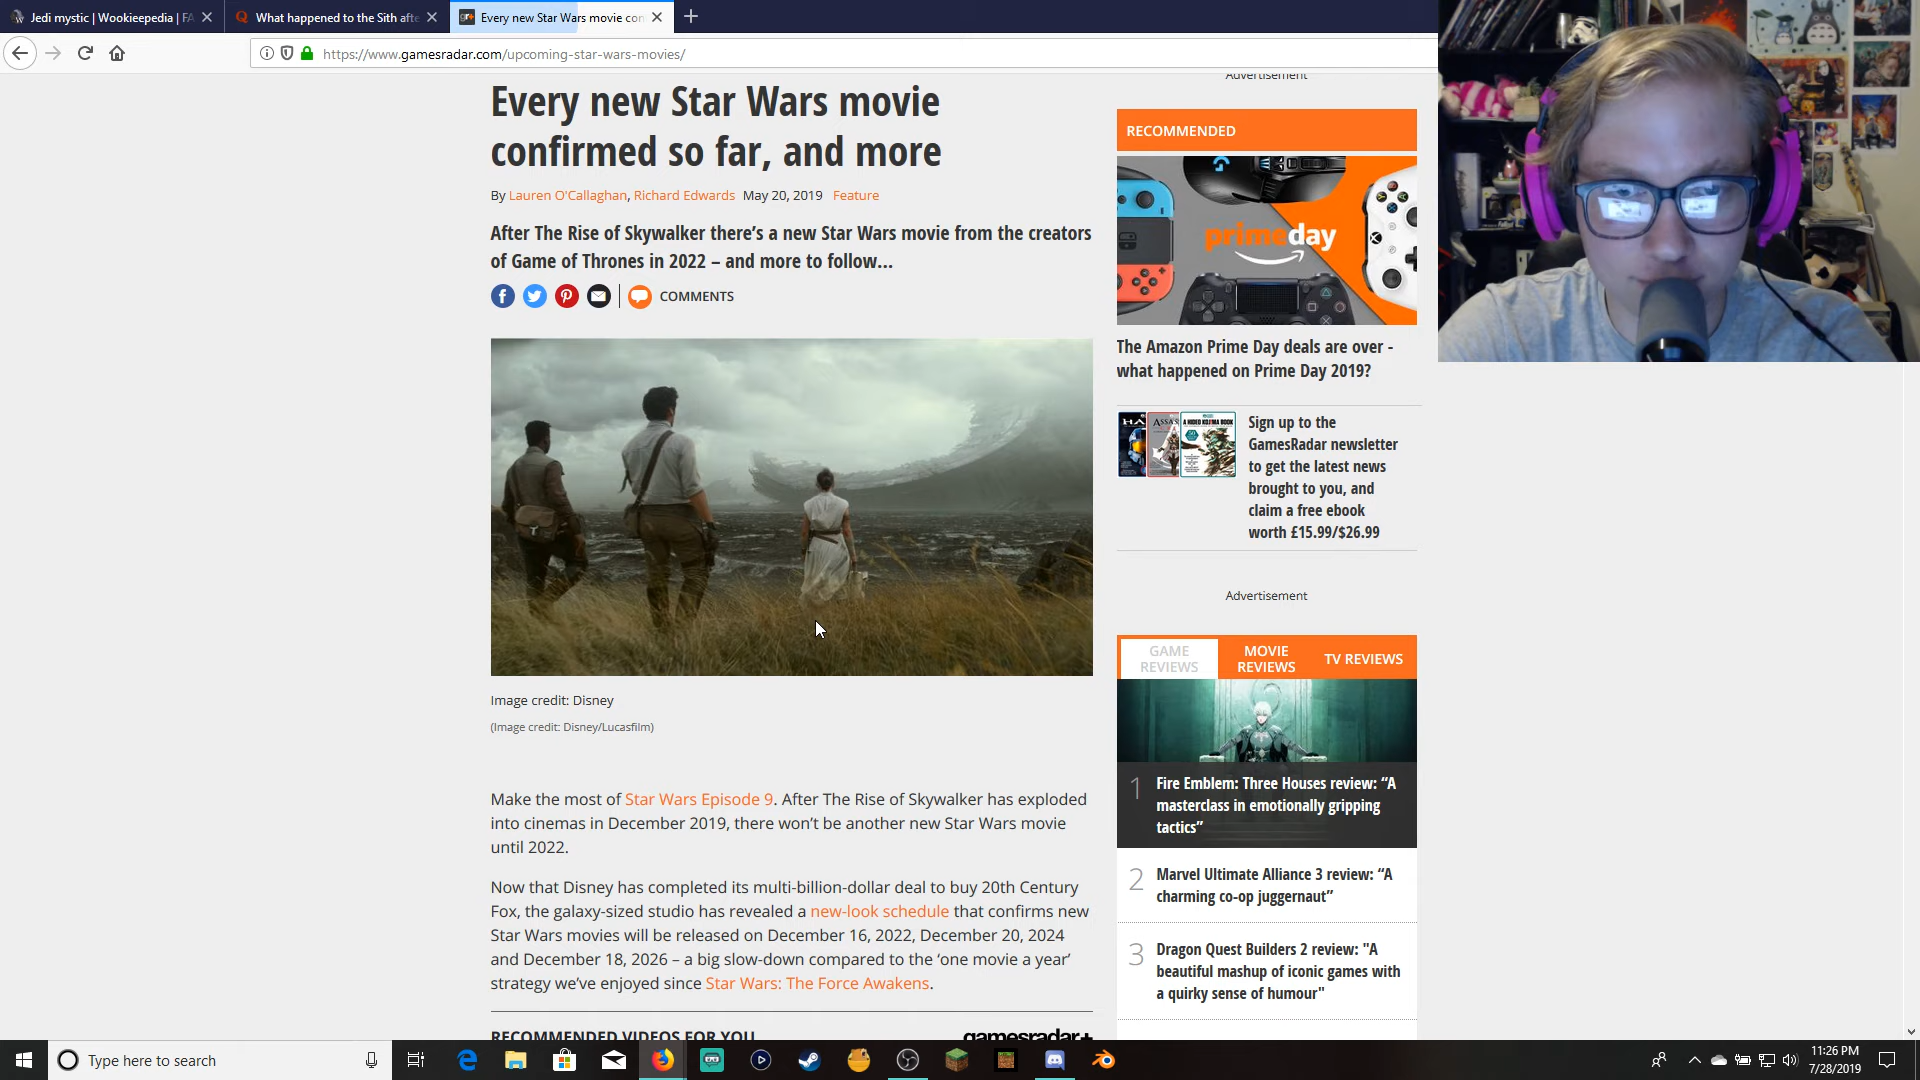 Jedi mystic | Wookieepedia | FA
What happened to the Sith afte
Every new Star Wars movie con
https://www.gamesradar.com/upcoming-star-wars-movies/
Every new Star Wars movie
confirmed so far, and more
By Lauren O'Callaghan, Richard Edwards May 20, 2019 Feature
After The Rise of Skywalker there's a new Star Wars movie from the creators
of Game of Thrones in 2022 – and more to follow...
COMMENTS
Image credit: Disney
(Image credit: Disney/Lucasfilm)
Make the most of Star Wars Episode 9. After The Rise of Skywalker has exploded
into cinemas in December 2019, there won't be another new Star Wars movie
until 2022.
Now that Disney has completed its multi-billion-dollar deal to buy 20th Century
Fox, the galaxy-sized studio has revealed a new-look schedule that confirms new
Star Wars movies will be released on December 16, 2022, December 20, 2024
and December 18, 2026 – a big slow-down compared to the 'one movie a year'
strategy we've enjoyed since Star Wars: The Force Awakens.
RECOMMENDED VIDEOS FOR YOU
gamesradar+
Advertisement
RECOMMENDED
primeday
The Amazon Prime Day deals are over -
what happened on Prime Day 2019?
Sign up to the
GamesRadar newsletter
to get the latest news
brought to you, and
claim a free ebook
worth £15.99/$26.99
Advertisement
GAME
REVIEWS
MOVIE
REVIEWS
TV REVIEWS
1
Fire Emblem: Three Houses review: “A
masterclass in emotionally gripping
tactics”
2
Marvel Ultimate Alliance 3 review: “A
charming co-op juggernaut”
3
Dragon Quest Builders 2 review: "A
beautiful mashup of iconic games with
a quirky sense of humour"
Type here to search
11:26 PM
7/28/2019